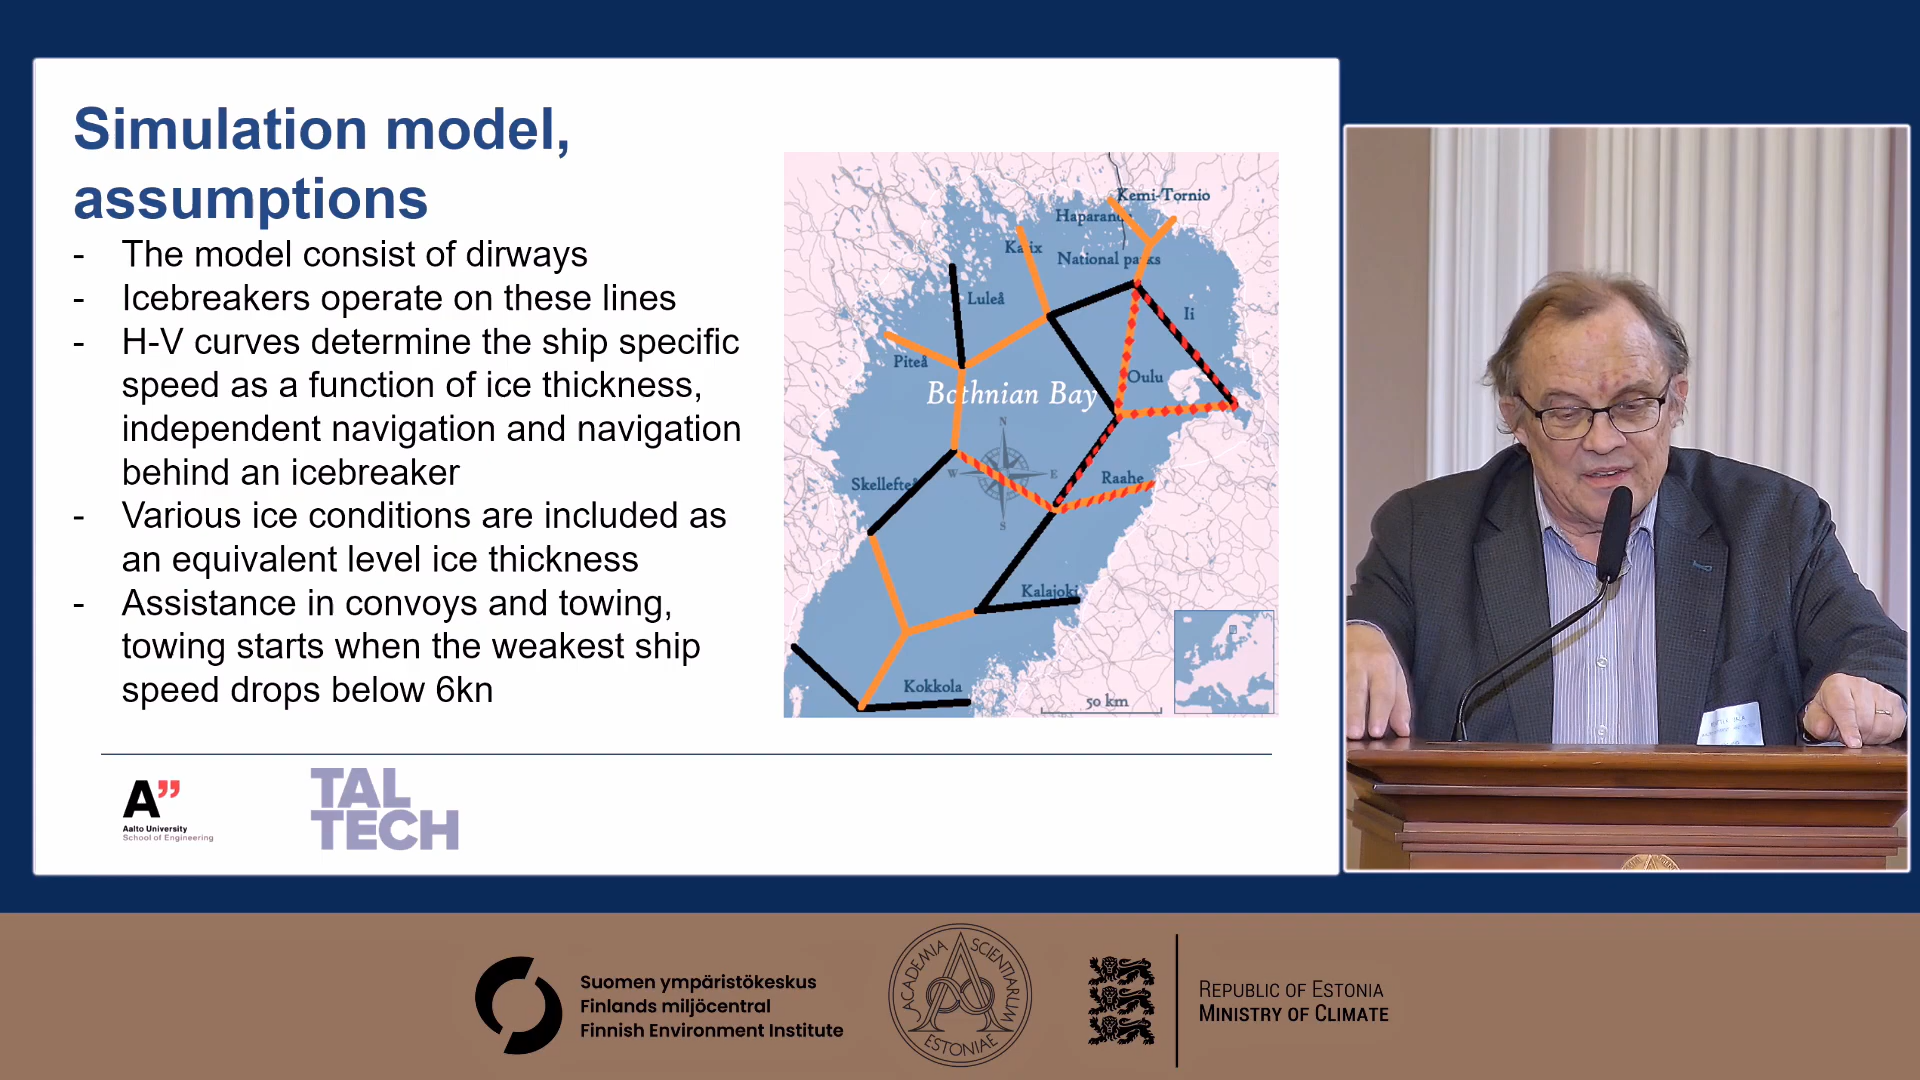 Simulation model,
assumptions
- The model consist of dirways
- Icebreakers operate on these lines
- H-V curves determine the ship specific
speed as a function of ice thickness,
independent navigation and navigation
behind an icebreaker
- Various ice conditions are included as
an equivalent level ice thickness
- Assistance in convoys and towing,
towing starts when the weakest ship
speed drops below 6kn
Kemi-Tornio
Kalix
National parks
Luleå
Ii
Piteå
Oulu
Bothnian Bay
N
W
E
S
Skellefteå
Raahe
Kalajoki
Kokkola
50 km
A”
Aalto University
School of Engineering
TAL
TECH
Suomen ympäristökeskus
Finlands miljöcentral
Finnish Environment Institute
ACADEMIA SCIENTIARUM
ESTONIAE
REPUBLIC OF ESTONIA
MINISTRY OF CLIMATE